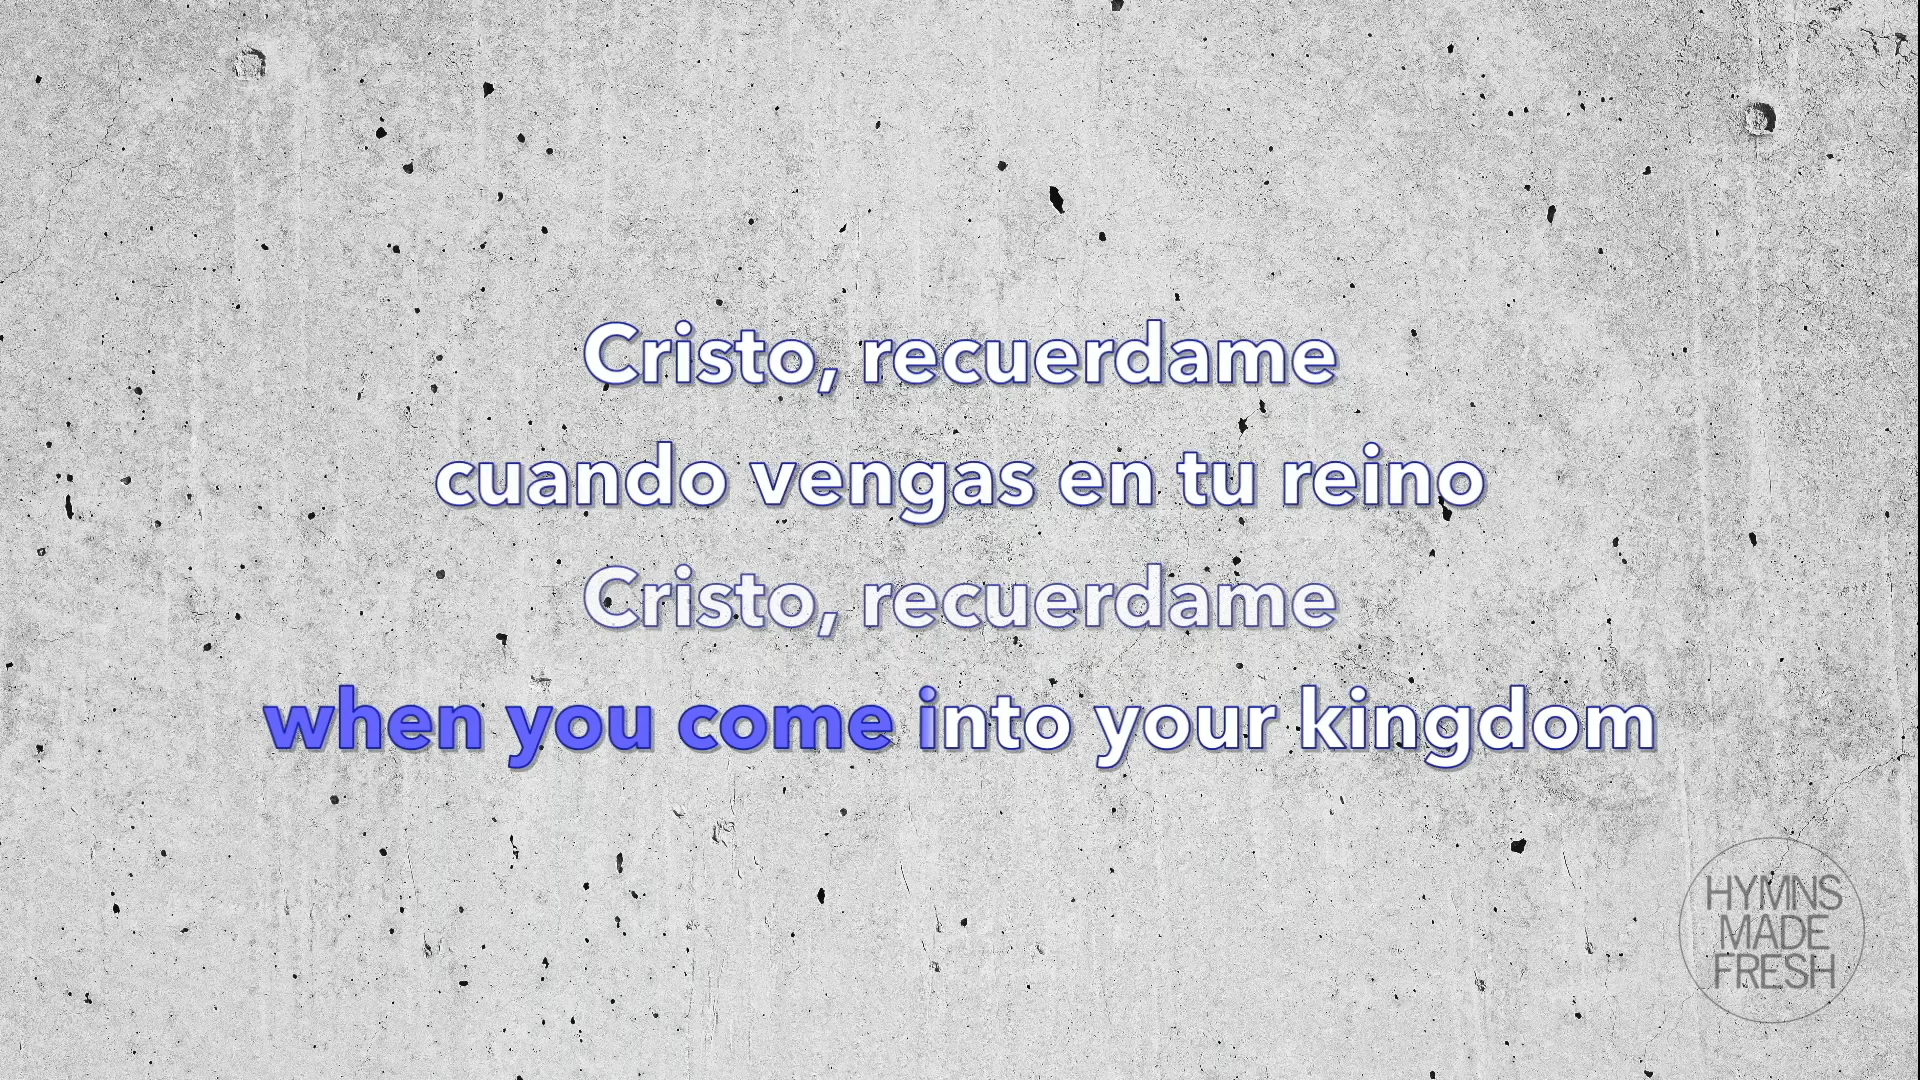 Cristo, recuerdame
cuando vengas en tu reino
Cristo, recuerdame
when you come into your kingdom
HYMNS
MADE
FRESH